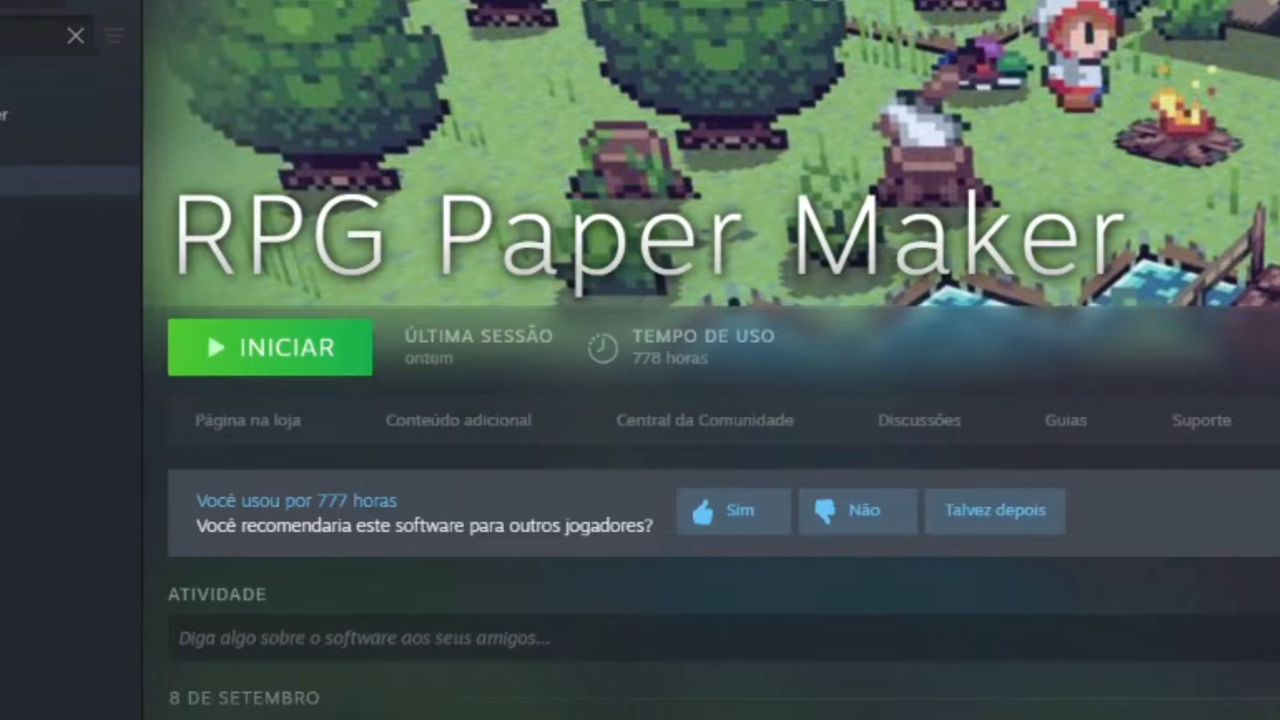 er
RPG Paper Maker
INICIAR
ÚLTIMA SESSÃO
ontem
TEMPO DE USO
778 horas
Página na loja
Conteúdo adicional
Central da Comunidade
Discussões
Guias
Suporte
Você usou por 777 horas
Você recomendaria este software para outros jogadores?
Sim
Não
Talvez depois
ATIVIDADE
Diga algo sobre o software aos seus amigos...
8 DE SETEMBRO